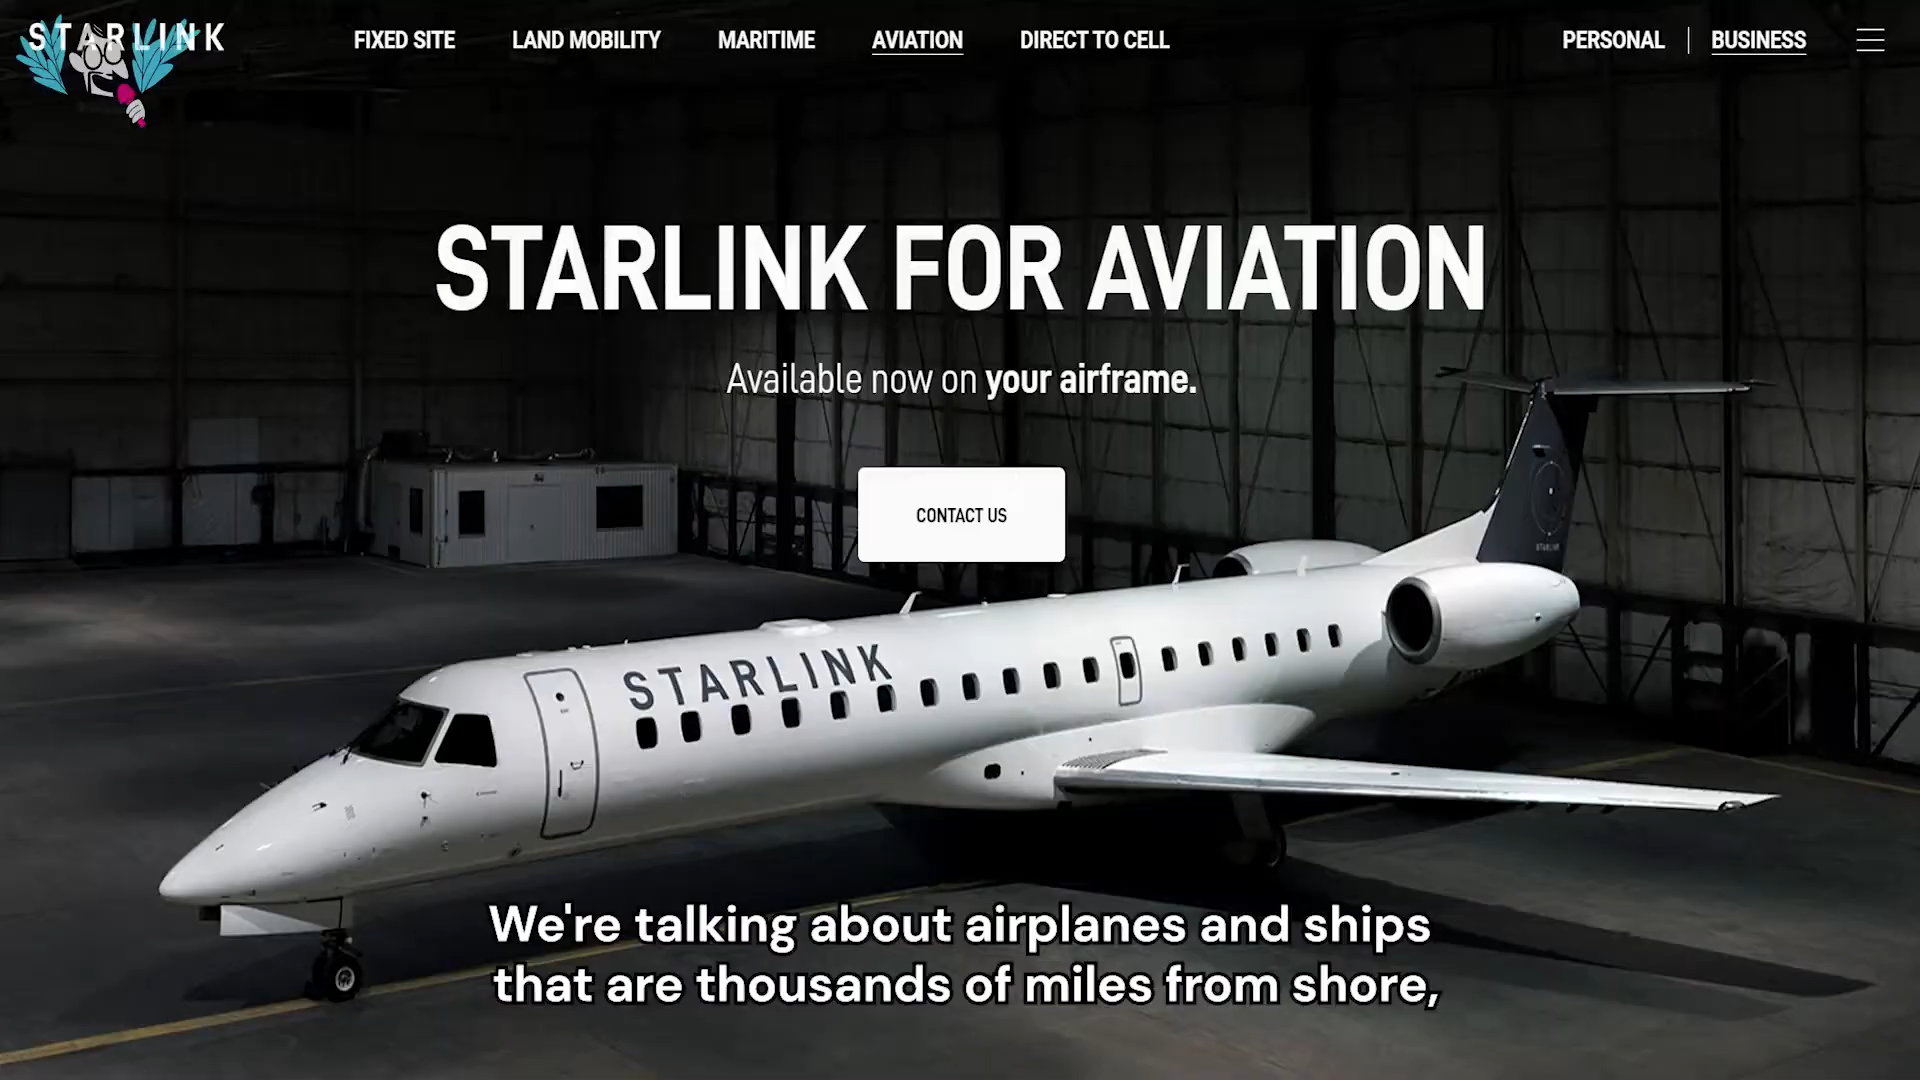 STARLINK
FIXED SITE
LAND MOBILITY
MARITIME
AVIATION
DIRECT TO CELL
PERSONAL
BUSINESS
STARLINK FOR AVIATION
Available now on your airframe.
CONTACT US
STARLINK
STARLINK
We're talking about airplanes and ships
that are thousands of miles from shore,